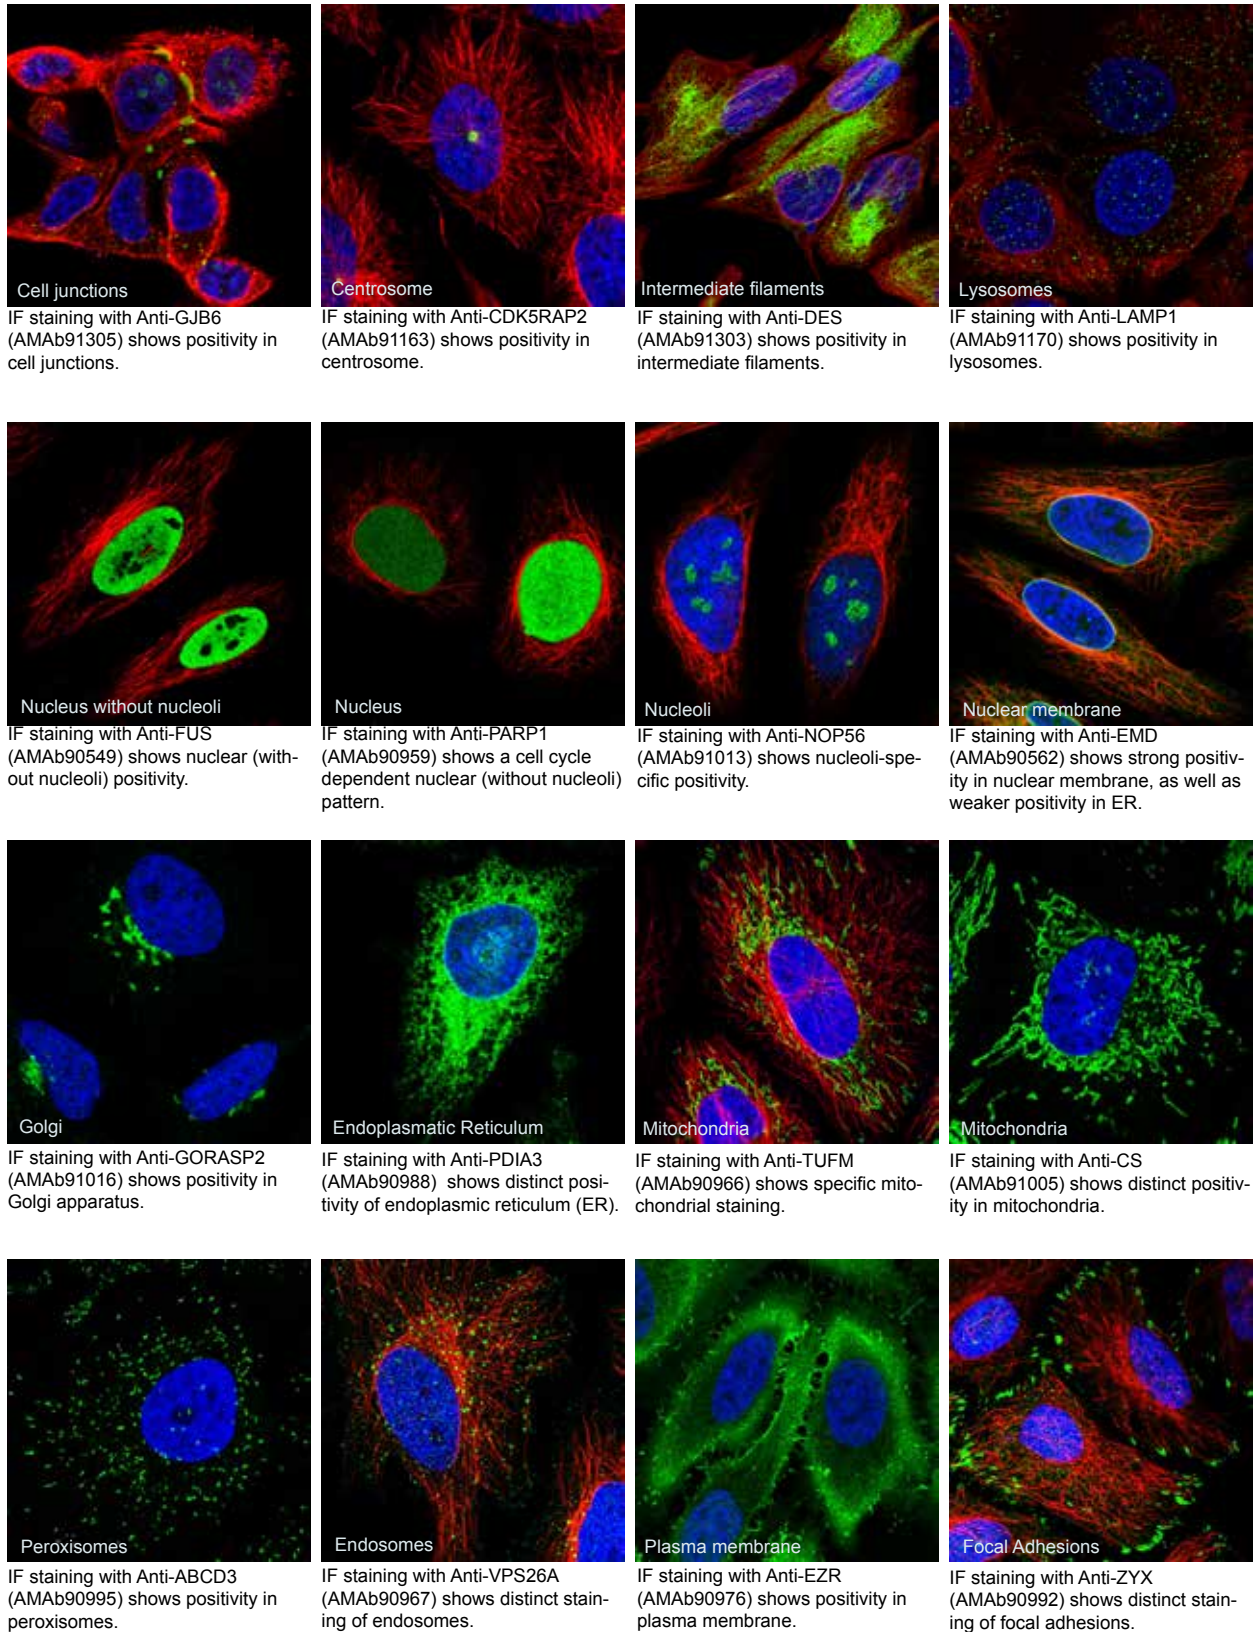 Cell junctions
IF staining with Anti-GJB6
(AMAb91305) shows positivity in
cell junctions.
Centrosome
IF staining with Anti-CDK5RAP2
(AMAb91163) shows positivity in
centrosome.
Intermediate filaments
IF staining with Anti-DES
(AMAb91303) shows positivity in
intermediate filaments.
Lysosomes
IF staining with Anti-LAMP1
(AMAb91170) shows positivity in
lysosomes.
Nucleus without nucleoli
IF staining with Anti-FUS
(AMAb90549) shows nuclear (with-
out nucleoli) positivity.
Nucleus
IF staining with Anti-PARP1
(AMAb90959) shows a cell cycle
dependent nuclear (without nucleoli)
pattern.
Nucleoli
IF staining with Anti-NOP56
(AMAb91013) shows nucleoli-spe-
cific positivity.
Nuclear membrane
IF staining with Anti-EMD
(AMAb90562) shows strong positiv-
ity in nuclear membrane, as well as
weaker positivity in ER.
Golgi
IF staining with Anti-GORASP2
(AMAb91016) shows positivity in
Golgi apparatus.
Endoplasmatic Reticulum
IF staining with Anti-PDIA3
(AMAb90988)  shows distinct posi-
tivity of endoplasmic reticulum (ER).
Mitochondria
IF staining with Anti-TUFM
(AMAb90966) shows specific mito-
chondrial staining.
Mitochondria
IF staining with Anti-CS
(AMAb91005) shows distinct positiv-
ity in mitochondria.
Peroxisomes
IF staining with Anti-ABCD3
(AMAb90995) shows positivity in
peroxisomes.
Endosomes
IF staining with Anti-VPS26A
(AMAb90967) shows distinct stain-
ing of endosomes.
Plasma membrane
IF staining with Anti-EZR
(AMAb90976) shows positivity in
plasma membrane.
Focal Adhesions
IF staining with Anti-ZYX
(AMAb90992) shows distinct stain-
ing of focal adhesions.